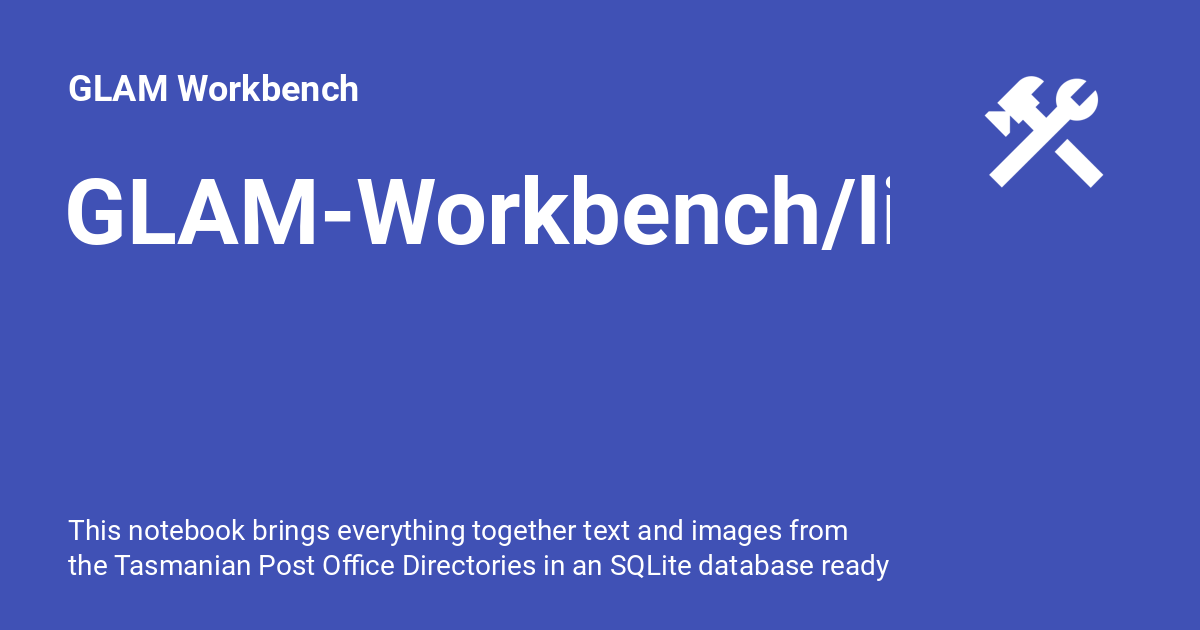 GLAM Workbench
GLAM-Workbench/li
This notebook brings everything together text and images from
the Tasmanian Post Office Directories in an SQLite database ready